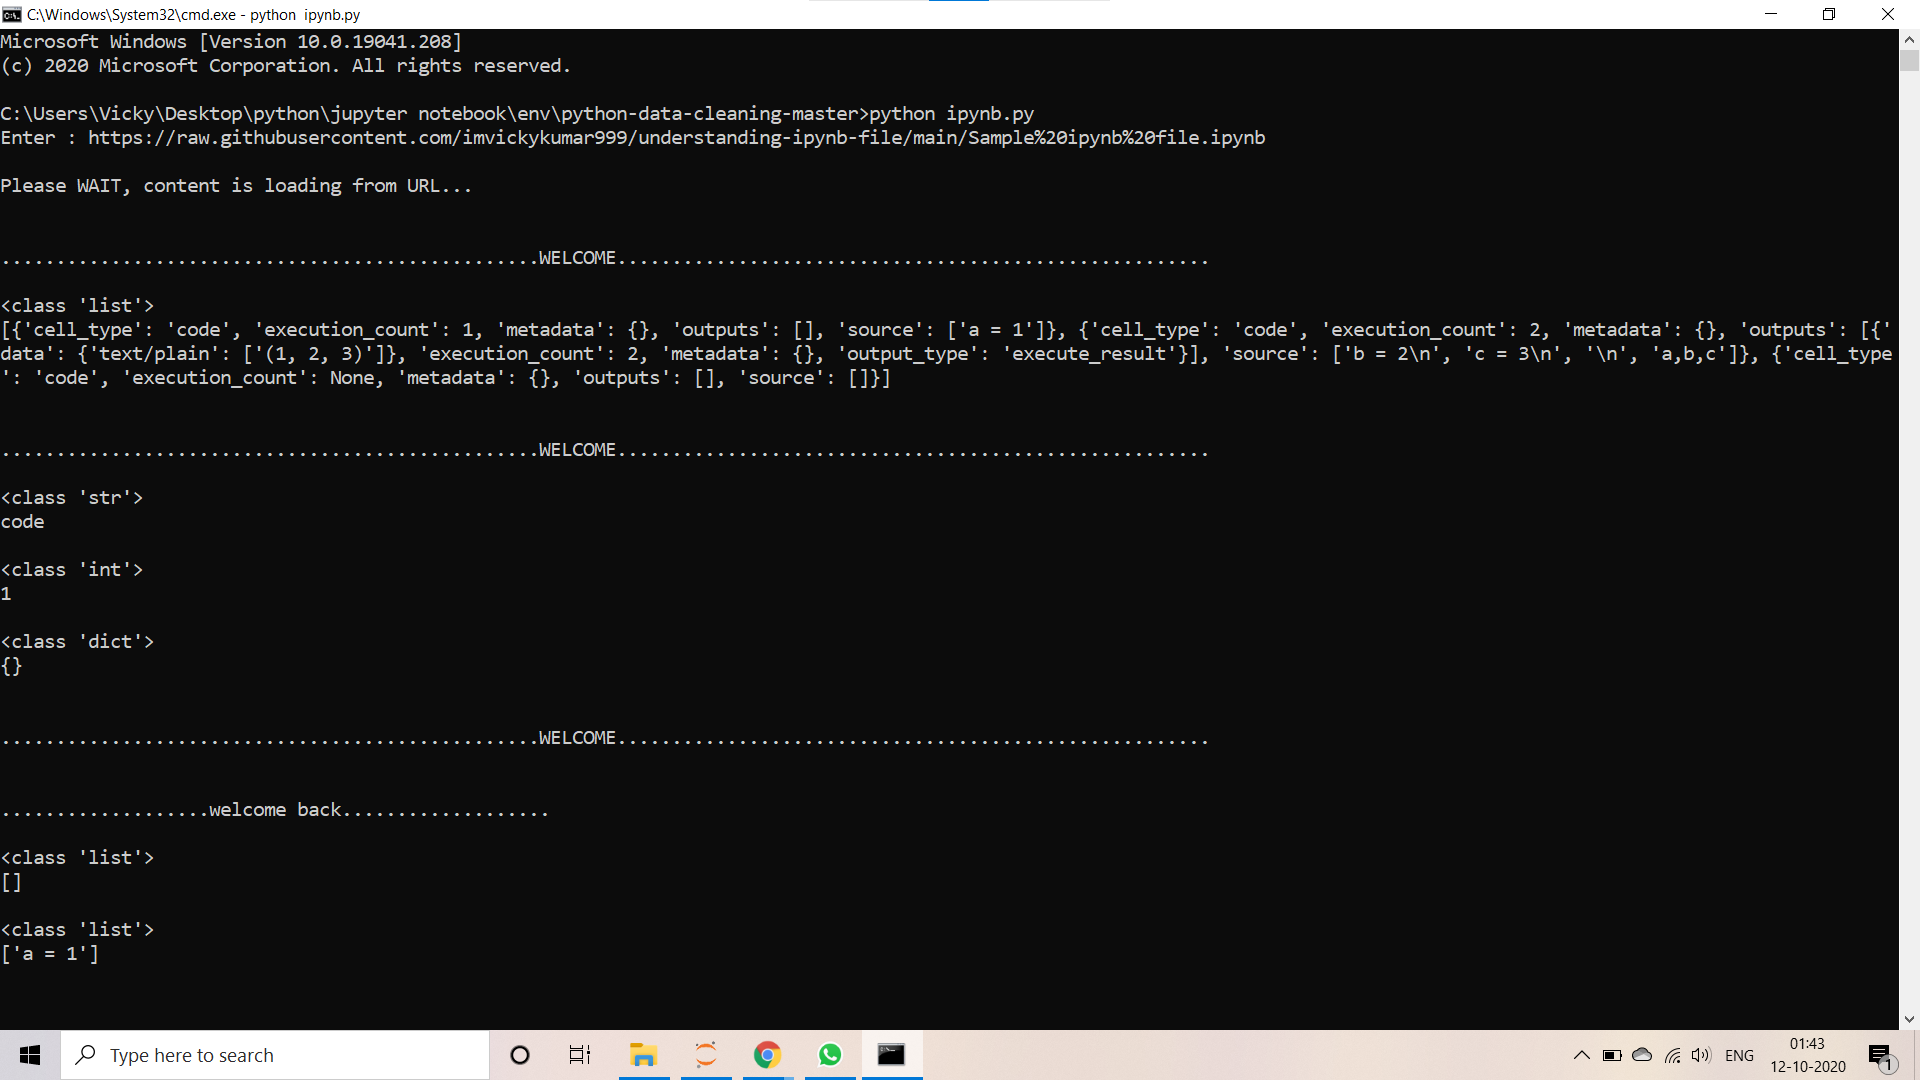 C:\Windows\System32\cmd.exe - python  ipynb.py
Microsoft Windows [Version 10.0.19041.208]
(c) 2020 Microsoft Corporation. All rights reserved.
C:\Users\Vicky\Desktop\python\jupyter notebook\env\python-data-cleaning-master>python ipynb.py
Enter : https://raw.githubusercontent.com/imvickykumar999/understanding-ipynb-file/main/Sample%20ipynb%20file.ipynb
Please WAIT, content is loading from URL...
.................................................WELCOME......................................................
<class 'list'>
[{'cell_type': 'code', 'execution_count': 1, 'metadata': {}, 'outputs': [], 'source': ['a = 1']}, {'cell_type': 'code', 'execution_count': 2, 'metadata': {}, 'outputs': [{'
data': {'text/plain': ['(1, 2, 3)']}, 'execution_count': 2, 'metadata': {}, 'output_type': 'execute_result'}], 'source': ['b = 2\n', 'c = 3\n', '\n', 'a,b,c']}, {'cell_type
': 'code', 'execution_count': None, 'metadata': {}, 'outputs': [], 'source': []}]
.................................................WELCOME......................................................
<class 'str'>
code
<class 'int'>
1
<class 'dict'>
{}
.................................................WELCOME......................................................
...................welcome back...................
<class 'list'>
[]
<class 'list'>
['a = 1']
Type here to search
ENG
01:43
12-10-2020
1